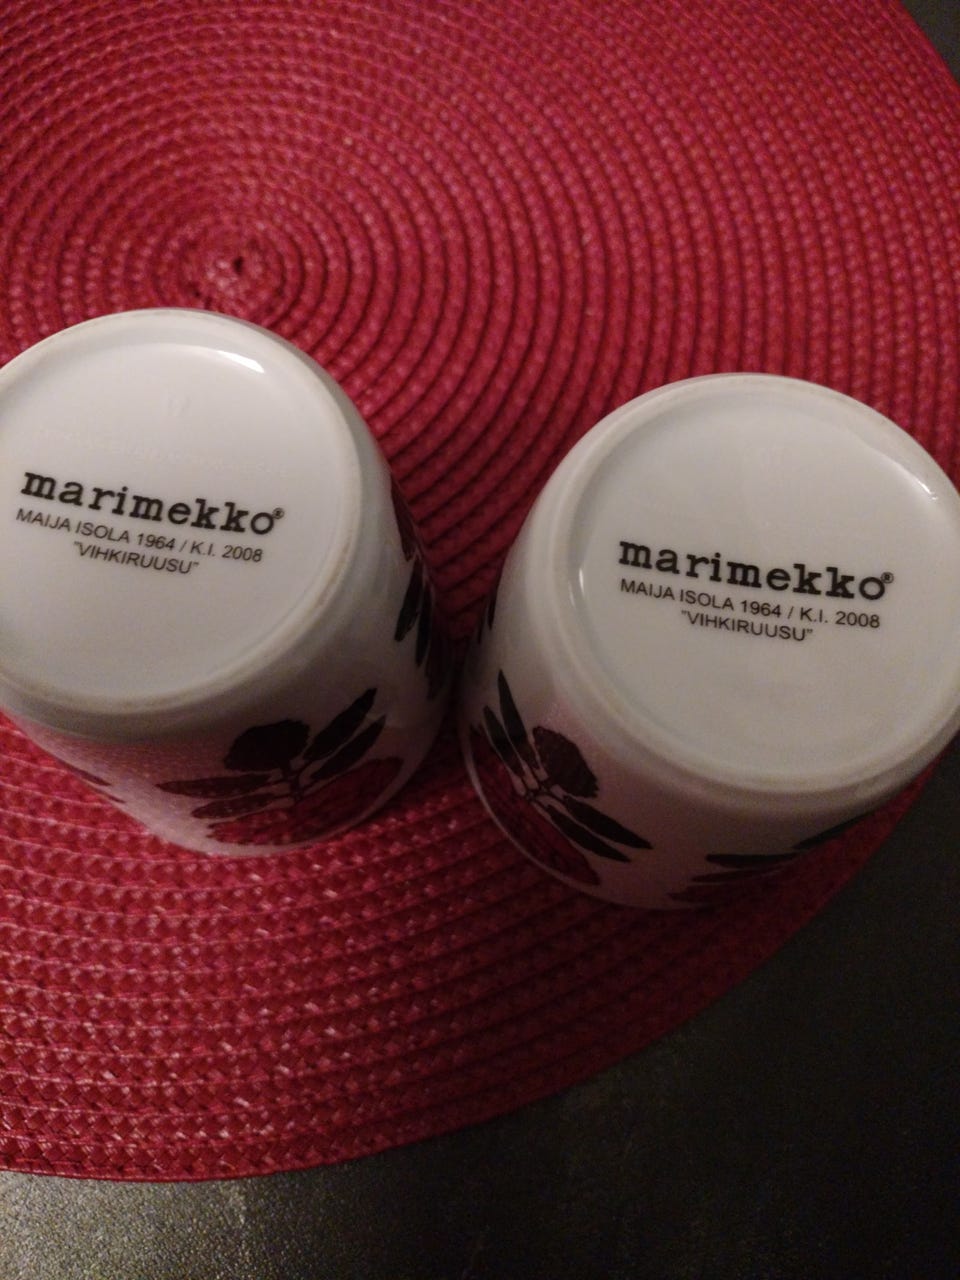 marimekko®
MAIJA ISOLA 1964 / K.I. 2008
"VIHKIRUUSU"
marimekko®
MAIJA ISOLA 1964 / K.I. 2008
"VIHKIRUUSU"